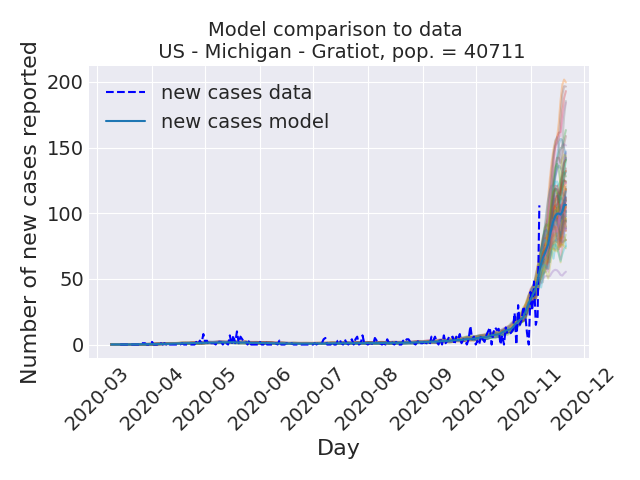 Model comparison to data
US - Michigan - Gratiot, pop. = 40711
new cases data
new cases model
Number of new cases reported
200
150
100
50
0
2020-03
2020-04
2020-05
2020-06
2020-07
2020-08
2020-09
2020-10
2020-11
2020-12
Day